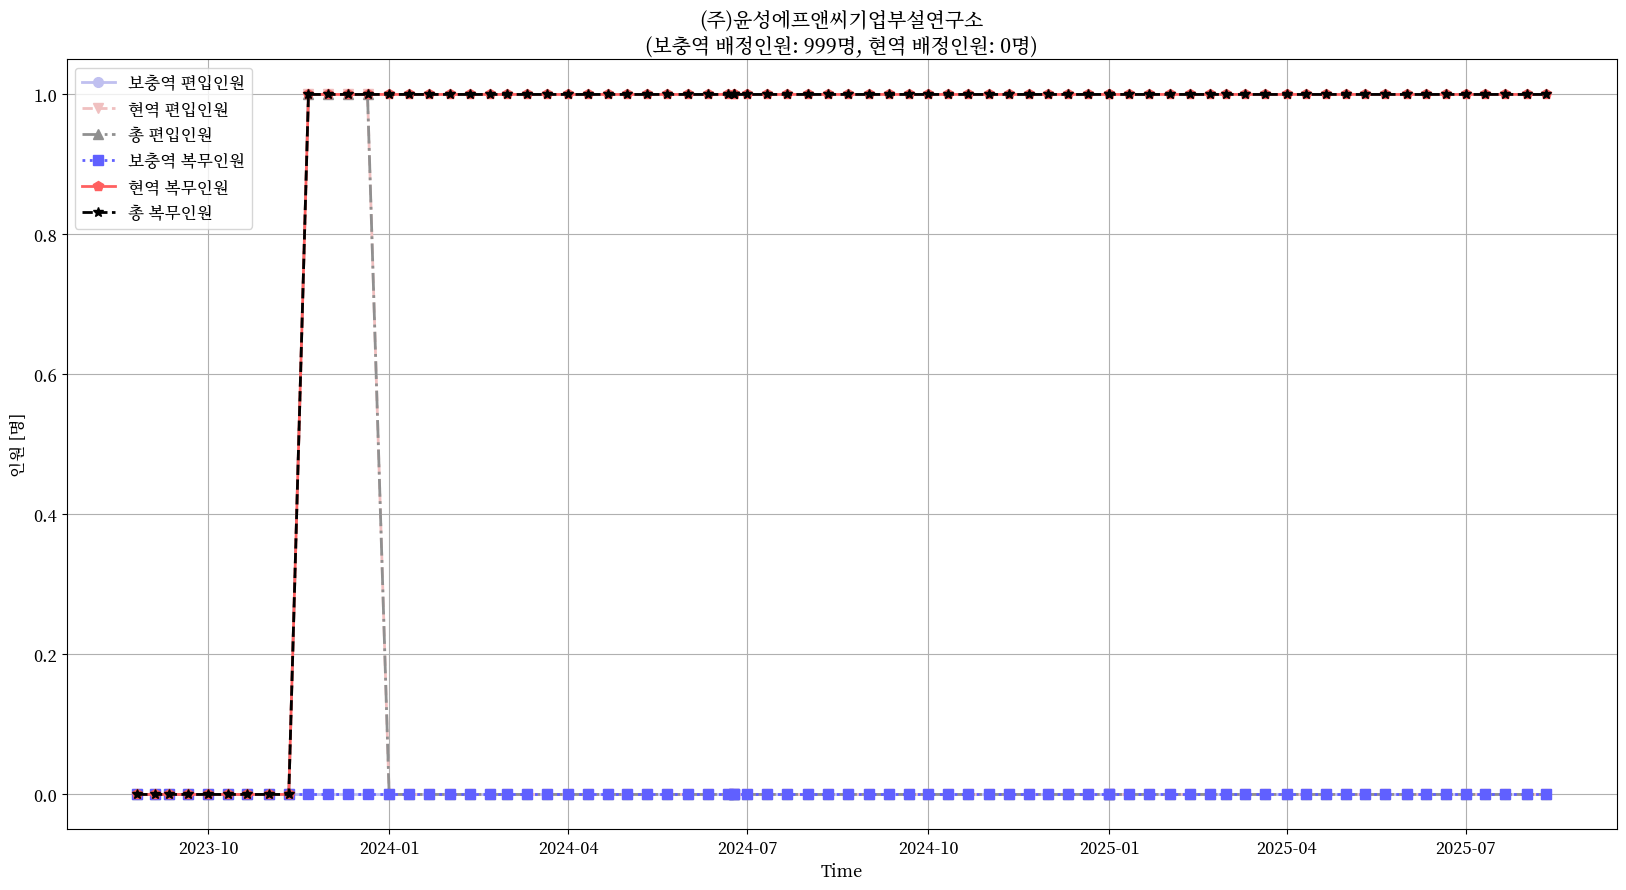 (주)윤성에프앤씨기업부설연구소
(보충역 배정인원: 999명, 현역 배정인원: 0명)
보충역 편입인원
현역 편입인원
총 편입인원
보충역 복무인원
현역 복무인원
총 복무인원
1.0
0.8
0.6
0.4
0.2
0.0
인원 [명]
2023-10
2024-01
2024-04
2024-07
2024-10
2025-01
2025-04
2025-07
Time